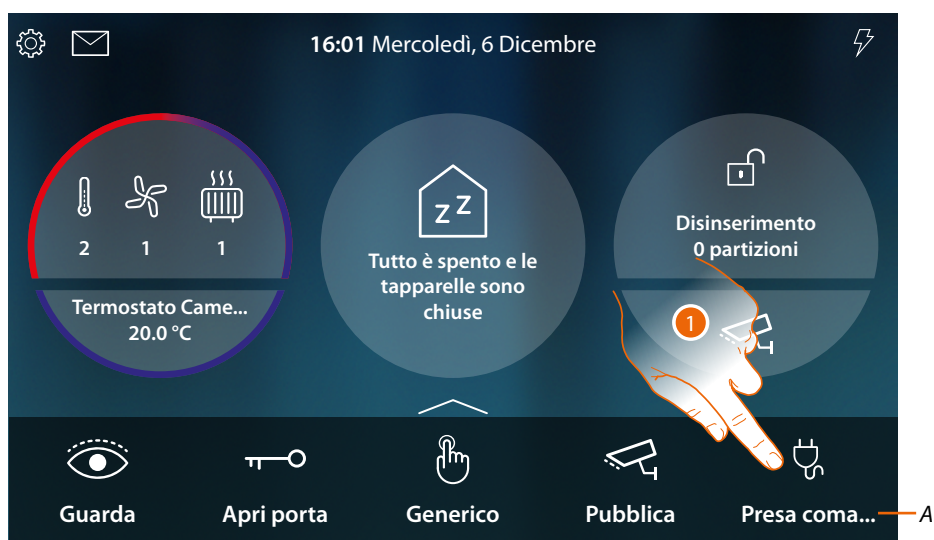 16:01 Mercoledì, 6 Dicembre
2 1 1
Termostato Came...
20.0 °C
z Z
Tutto è spento e le
tapparelle sono
chiuse
Disinserimento
0 partizioni
1
Guarda Apri porta Generico Pubblica Presa coma...
A